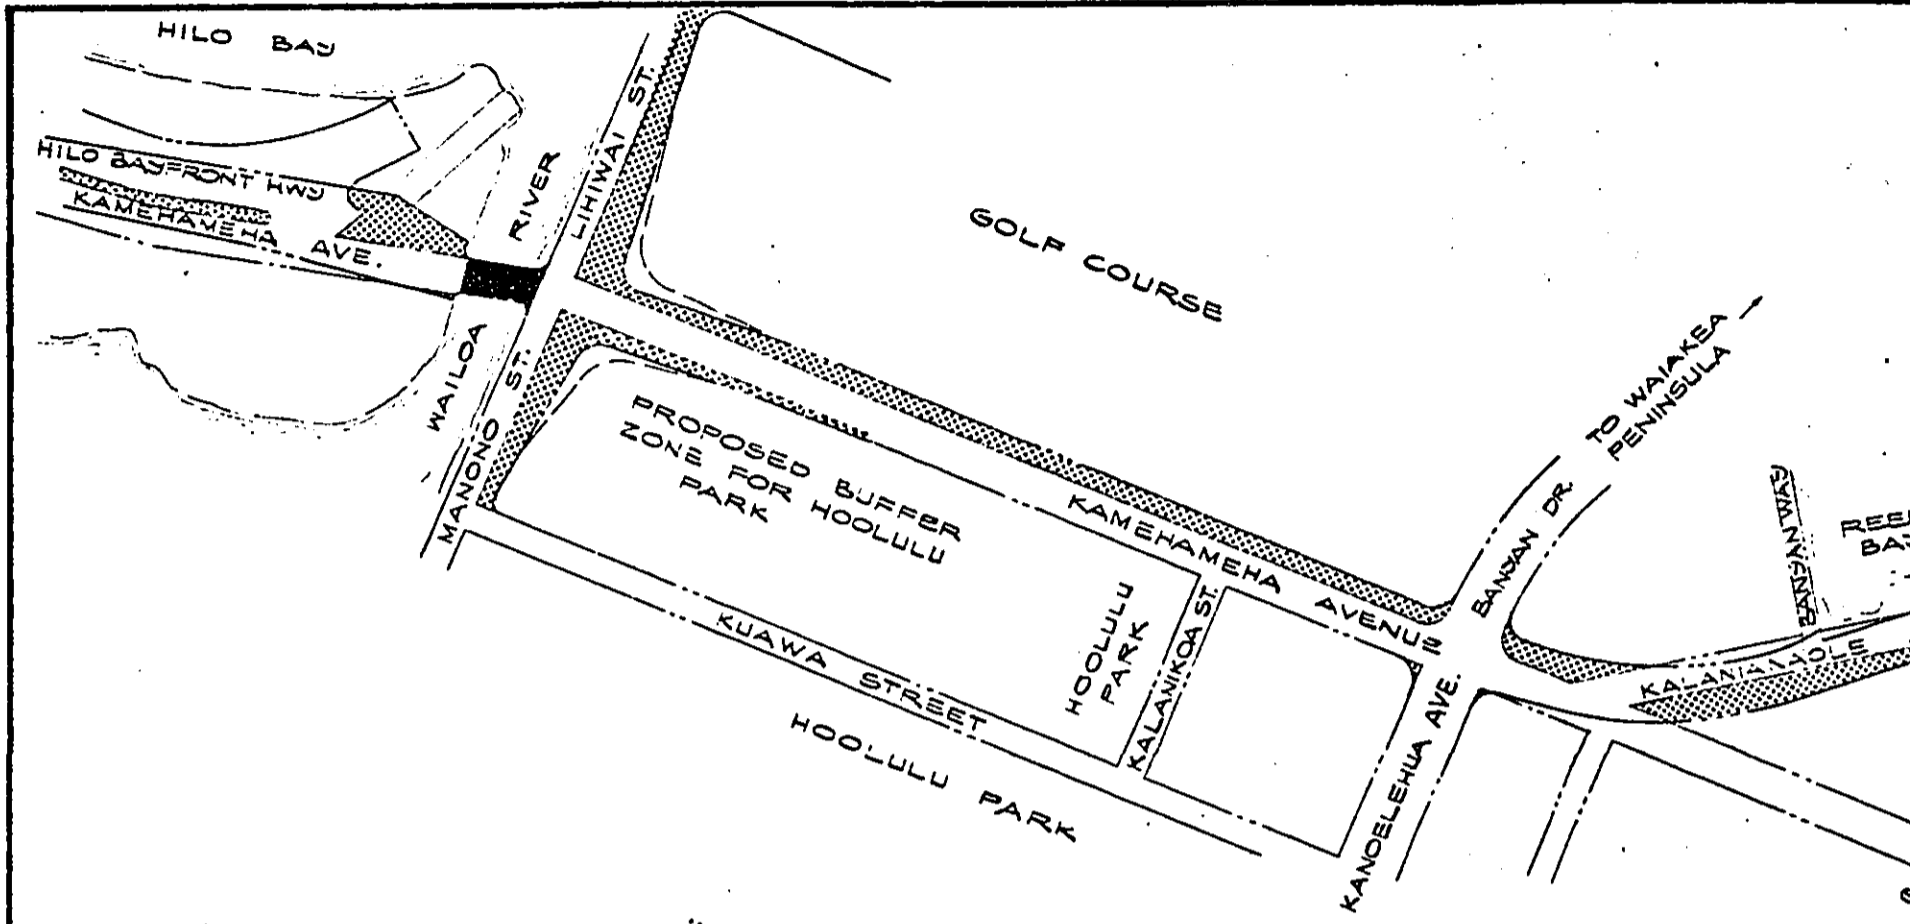 HILO BAY
HILO BAYFRONT HWY
KAMEHAMEHA AVE.
WAILOA RIVER
LIHIWAI ST.
MANONO ST.
GOLF COURSE
PROPOSED BUFFER
ZONE FOR HOOLULU
PARK
KAMEHAMEHA AVENUE
KUAWA STREET
HOOLULU PARK
HOOLULU
PARK
KALANIKOA ST.
KANOELEHUA AVE.
BANYAN DR.
TO WAIAKEA
PENINSULA
BANYAN WAY